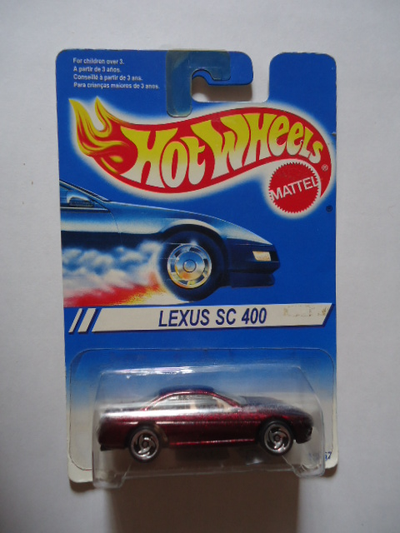 For children over 3.
A partir de 3 años.
Conseillé à partir de 3 ans.
Para crianças maiores de 3 anos.
HOT WHEELS
MATTEL
LEXUS SC 400